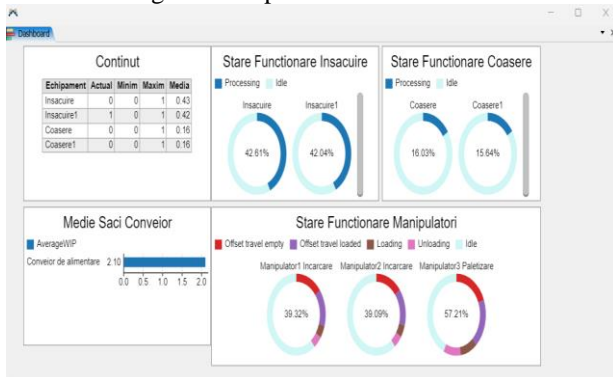 Dashboard
Continut
Echipament Actual Minim Maxim Media
Insacuire 0 0 1 0.43
Insacuire1 1 0 1 0.42
Coasere 0 0 1 0.16
Coasere1 0 0 1 0.16
Stare Functionare Insacuire
Processing Idle
Insacuire Insacuire1
42.61% 42.04%
Stare Functionare Coasere
Processing Idle
Coasere Coasere1
16.03% 15.64%
Medie Saci Conveior
AverageWIP
Conveior de alimentare 2.10
0.0 0.5 1.0 1.5 2.0
Stare Functionare Manipulatori
Offset travel empty Offset travel loaded Loading Unloading Idle
Manipulator1 Incarcare Manipulator2 Incarcare Manipulator3 Paletizare
39.32% 39.09% 57.21%